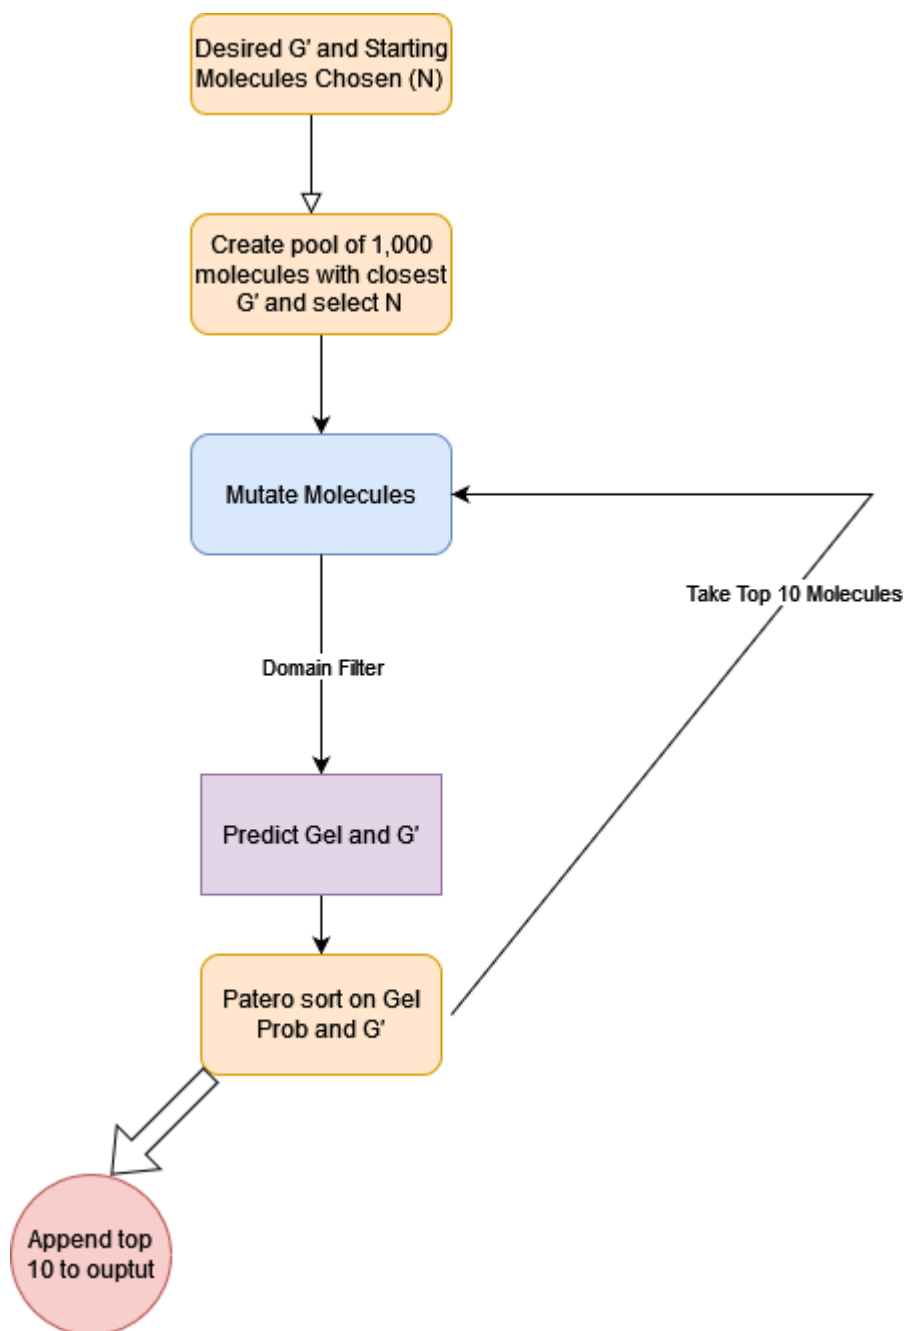 Desired G' and Starting
Molecules Chosen (N)
Create pool of 1,000
molecules with closest
G' and select N
Mutate Molecules
Take Top 10 Molecules
Domain Filter
Predict Gel and G'
Patero sort on Gel
Prob and G'
Append top
10 to ouptut